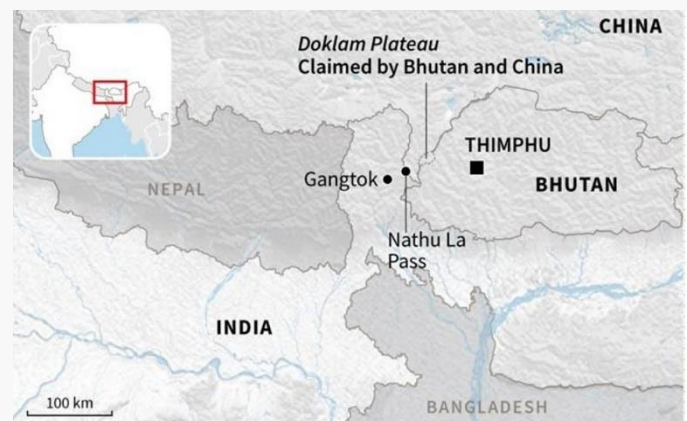 CHINA
Doklam Plateau
Claimed by Bhutan and China
THIMPHU
Gangtok
NEPAL
BHUTAN
Nathu La
Pass
INDIA
100 km
BANGLADESH